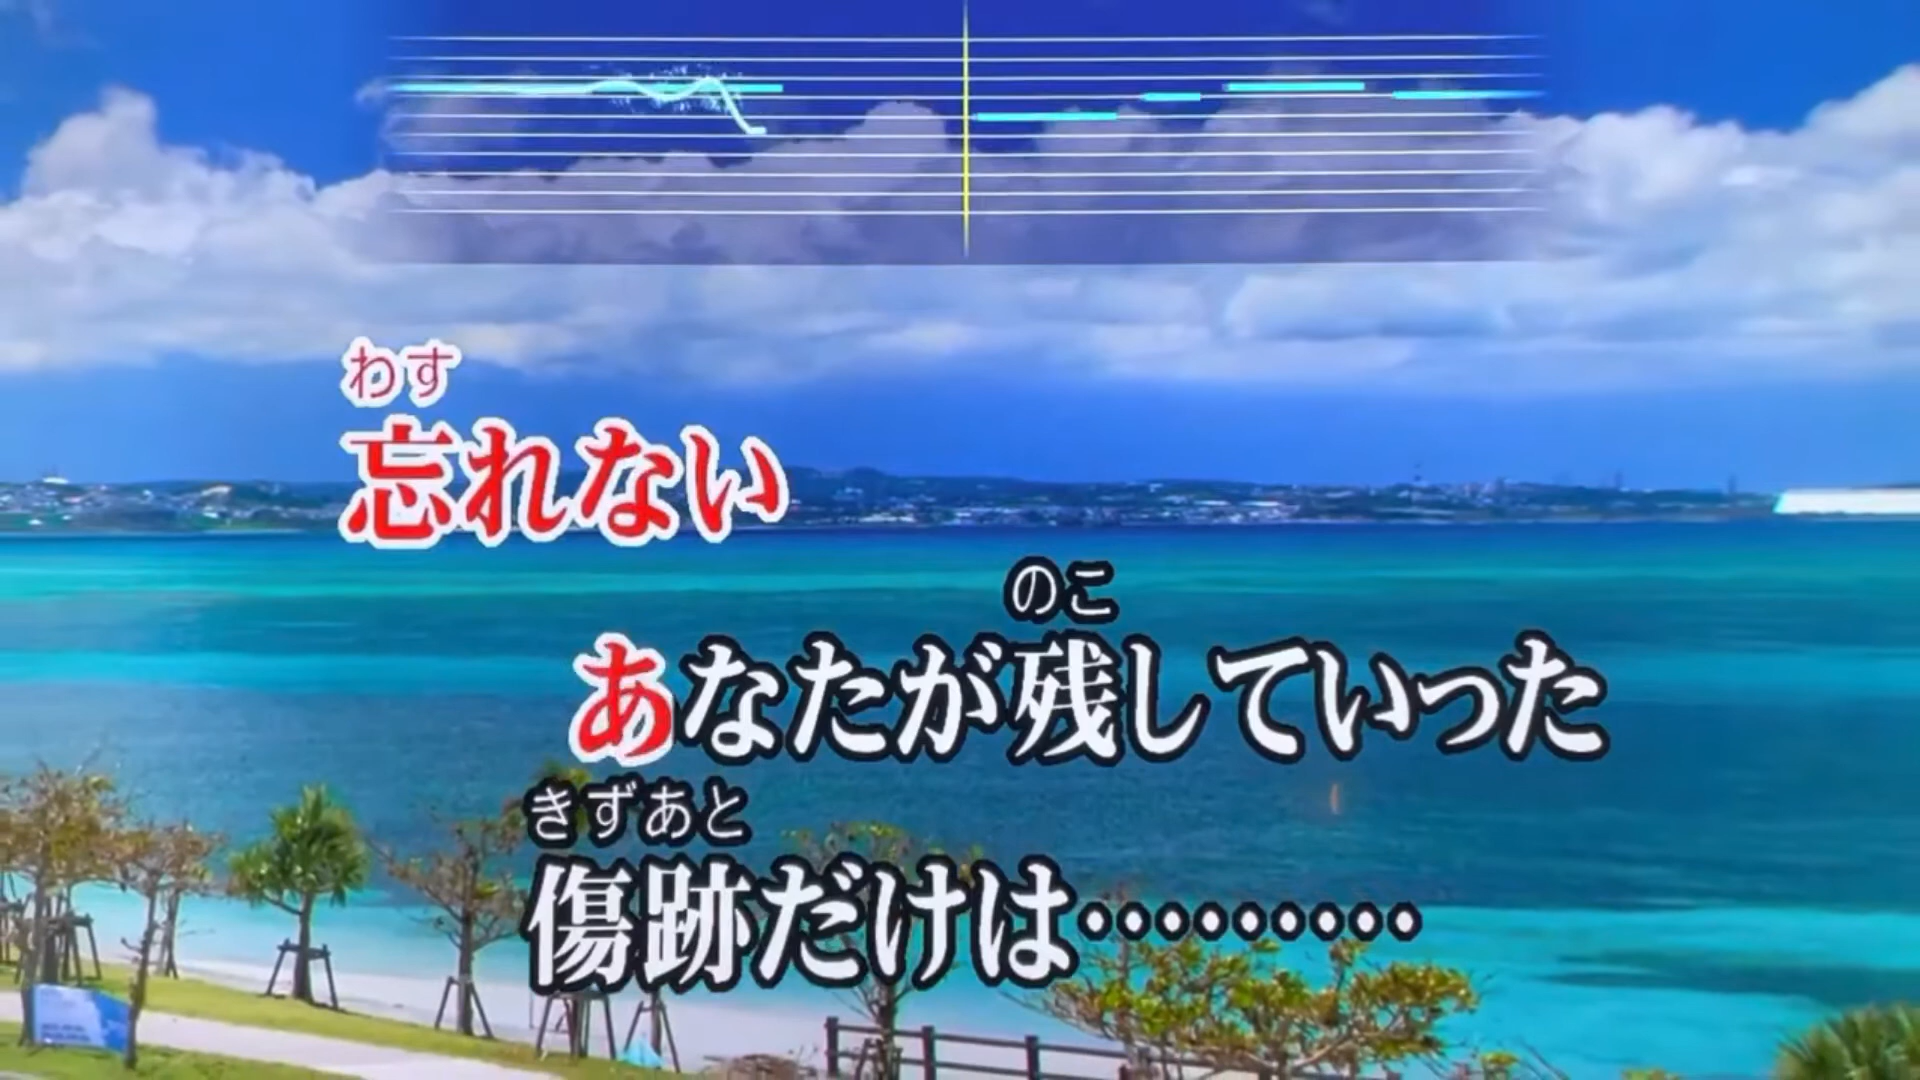 わす
忘れない
のこ
あなたが残していった
きずあと
傷跡だけは………